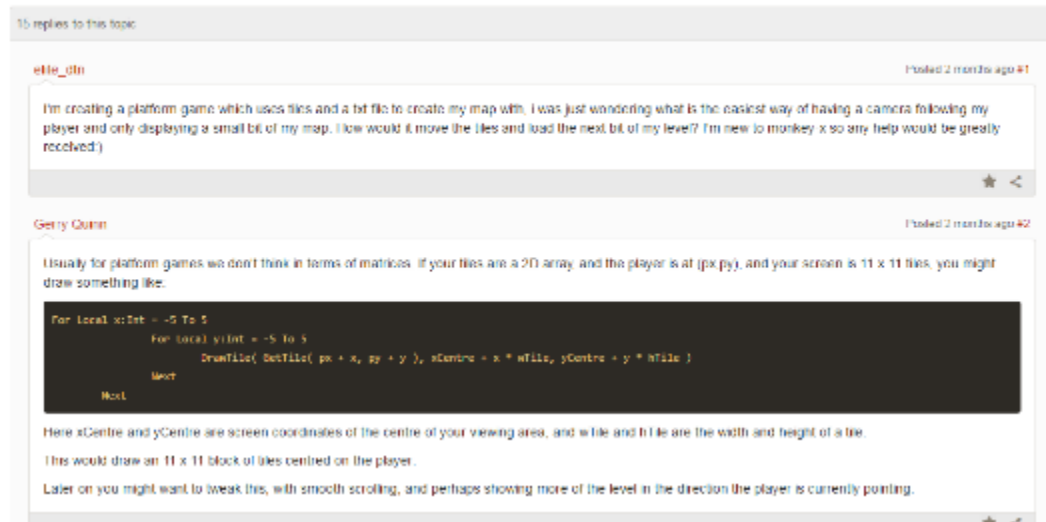 15 replies to this topic
elite_dtn
Posted 2 months ago #1
I'm creating a platform game which uses tiles and a txt file to create my map with, i was just wondering what is the easiest way of having a camera following my
player and only displaying a small bit of my map. How would it move the tiles and load the next bit of my level? I'm new to monkey x so any help would be greatly
received:)
Gerry Quinn
Posted 2 months ago #2
Usually for platform games we don't think in terms of matrices. If your tiles are a 2D array, and the player is at (px,py), and your screen is 11 x 11 tiles, you might
draw something like:
For Local x:Int = -5 To 5
For Local y:Int = -5 To 5
DrawTile( GetTile( px + x, py + y ), xCentre + x * wTile, yCentre + y * hTile )
Next
Next
Here xCentre and yCentre are screen coordinates of the centre of your viewing area, and wTile and hTile are the width and height of a tile.
This would draw an 11 x 11 block of tiles centred on the player.
Later on you might want to tweak this, with smooth scrolling, and perhaps showing more of the level in the direction the player is currently pointing.